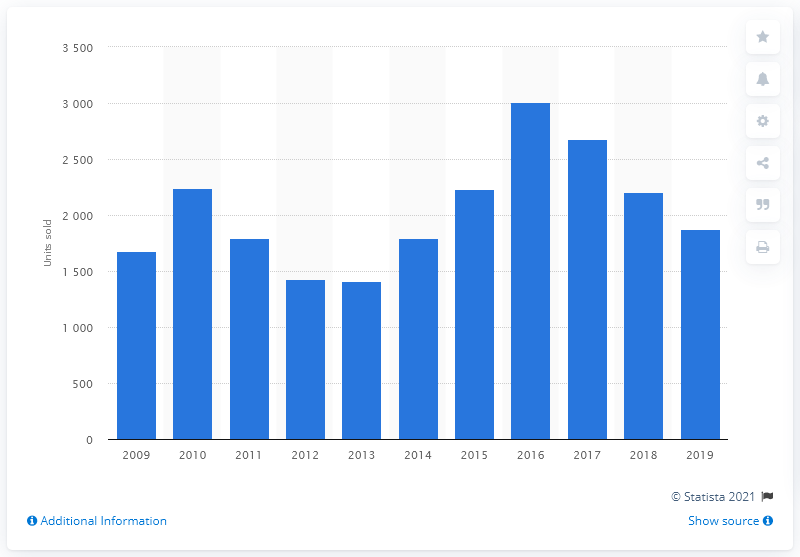 3 500
3 000
2 500
2 000
1 500
1 000
500
0
Units sold
2009 2010 2011 2012 2013 2014 2015 2016 2017 2018 2019
© Statista 2021
Additional Information
Show source